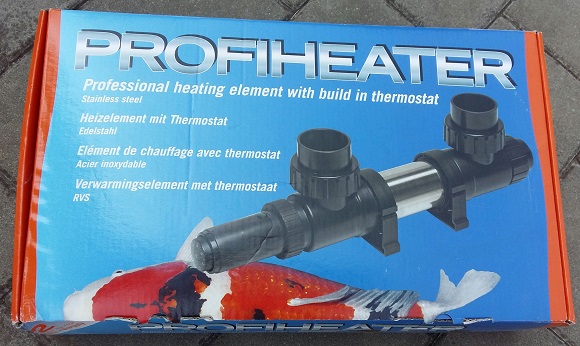 PROFIHEATER
Professional heating element with build in thermostat
Stainless steel
Heizelement mit Thermostat
Edelstahl
Elément de chauffage avec thermostat
Acier inoxydable
Verwarmingselement met thermostaat
RVS
PROFIHEATER